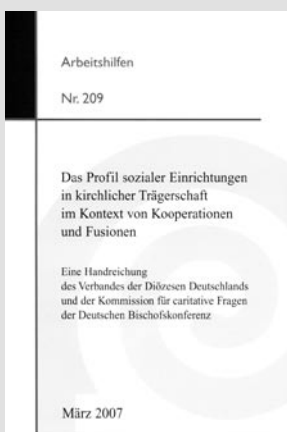 Arbeitshilfen
Nr. 209
Das Profil sozialer Einrichtungen
in kirchlicher Trägerschaft
im Kontext von Kooperationen
und Fusionen
Eine Handreichung
des Verbandes der Diözesen Deutschlands
und der Kommission für caritative Fragen
der Deutschen Bischofskonferenz
März 2007